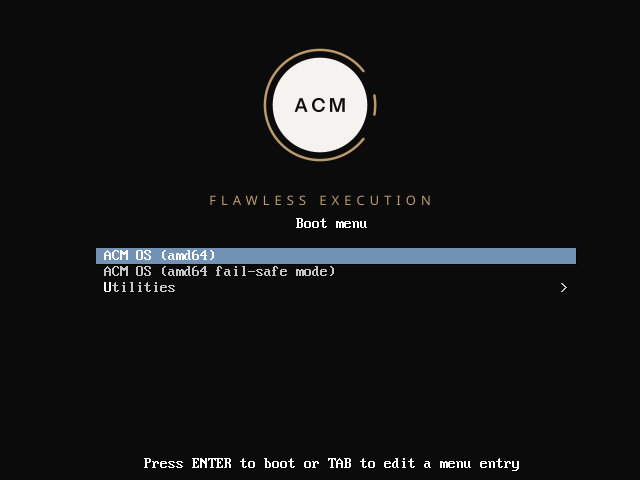 ACM
FLAWLESS EXECUTION
Boot menu
ACM OS (amd64)
ACM OS (amd64 fail-safe mode)
Utilities >
Press ENTER to boot or TAB to edit a menu entry